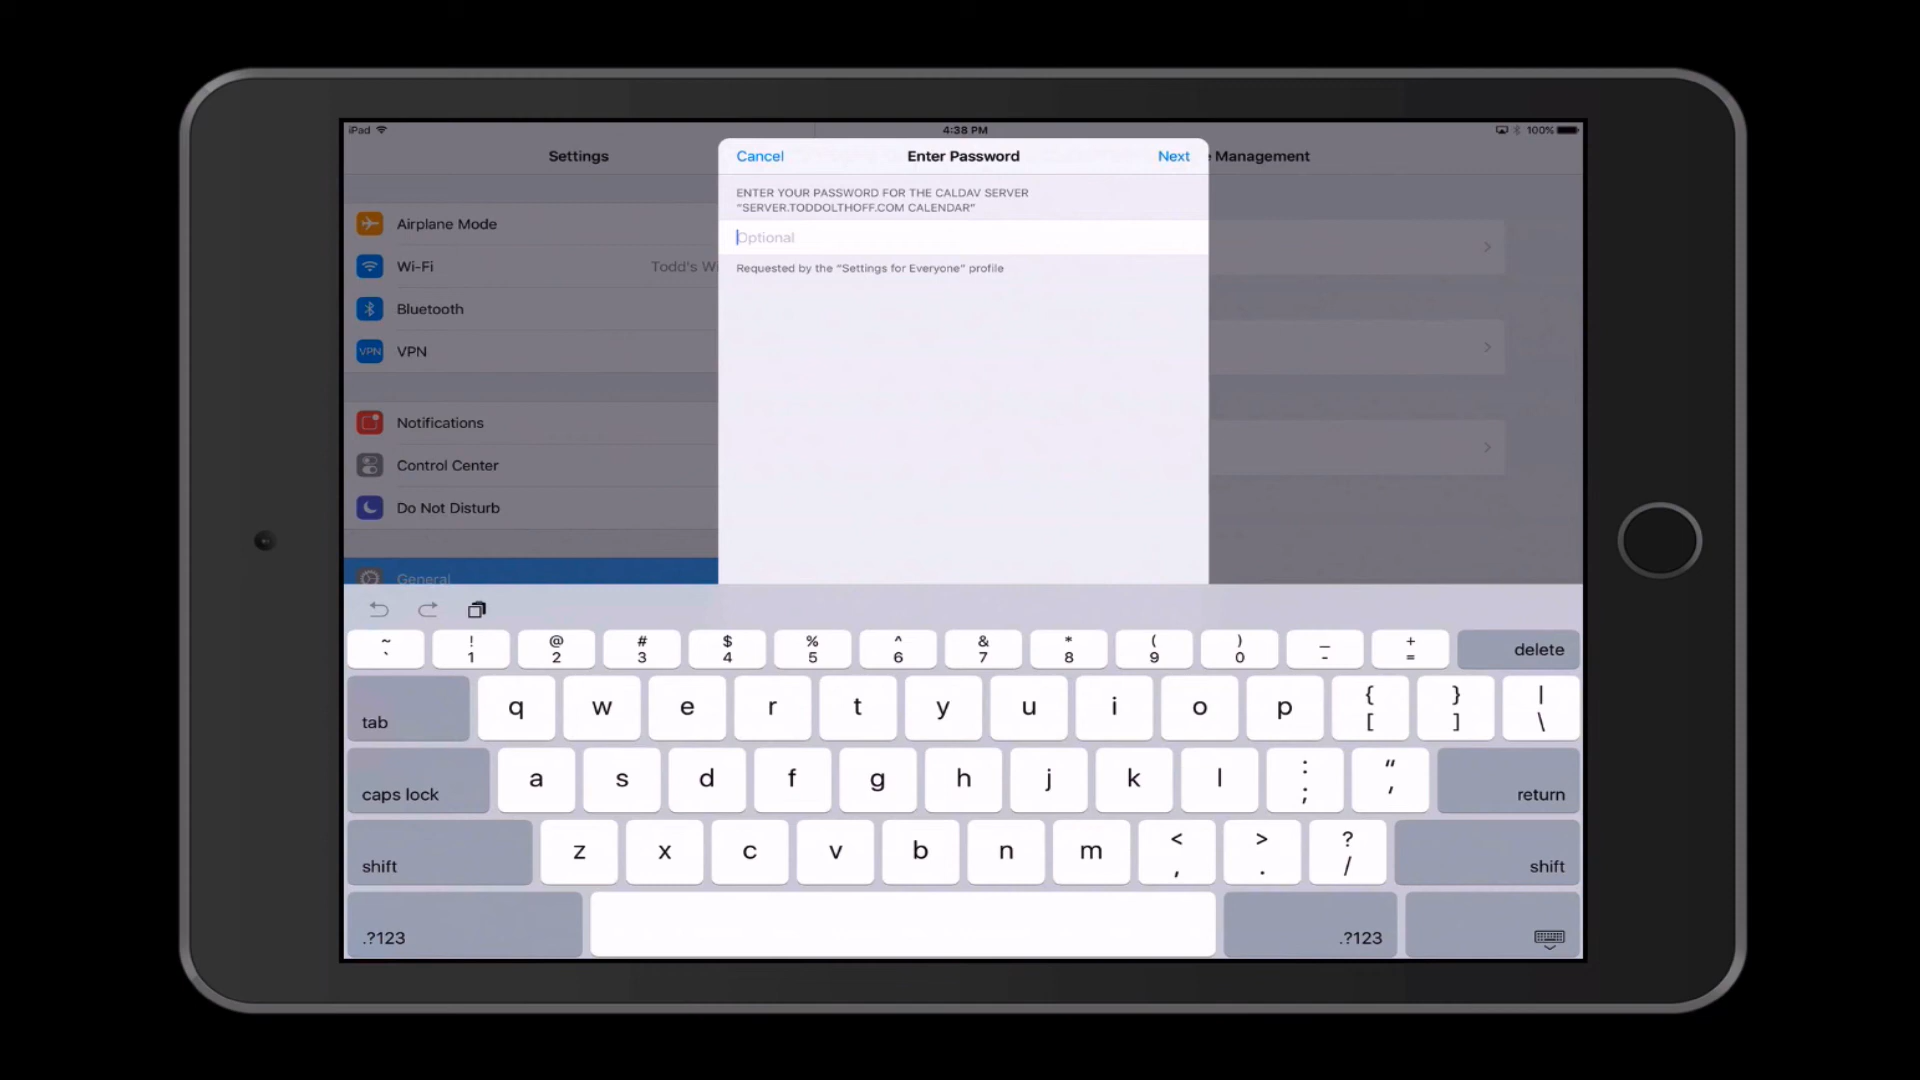 iPad
4:38 PM
100%
Settings
Cancel
Enter Password
Next
Management
ENTER YOUR PASSWORD FOR THE CALDAV SERVER
"SERVER.TODDOLTHOFF.COM CALENDAR"
Optional
Requested by the "Settings for Everyone" profile
Airplane Mode
Wi-Fi
Todd's Wi
Bluetooth
VPN
VPN
Notifications
Control Center
Do Not Disturb
General
~ ! @ # $ % ^ & * ( ) _ +
` 1 2 3 4 5 6 7 8 9 0 - = delete
tab q w e r t y u i o p { [ } ] | \
caps lock a s d f g h j k l : ; " ' return
shift z x c v b n m < , > . ? / shift
.?123 .?123